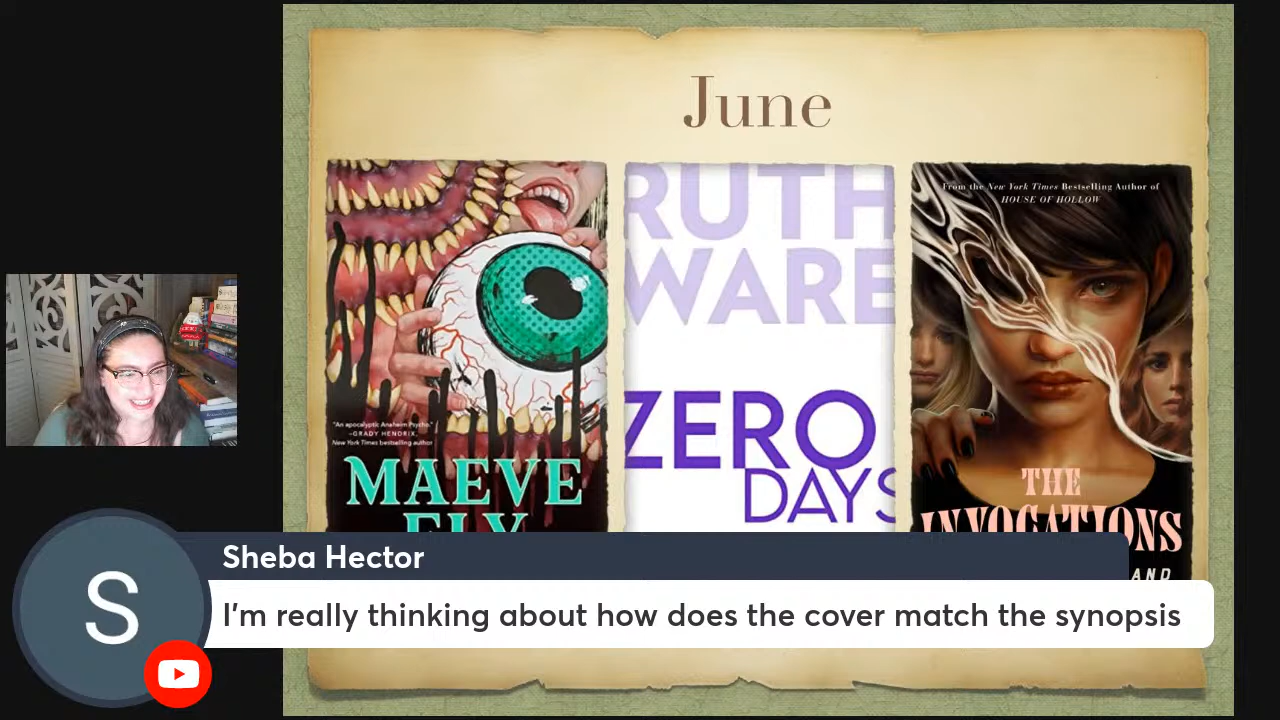 June
From the New York Times Bestselling Author of
HOUSE OF HOLLOW
RUTH
WARE
ZERO
DAYS
"An apocalyptic Anaheim Psycho."
—GRADY HENDRIX,
New York Times bestselling author
MAEVE
FLY
THE
INVOCATIONS
AND
S
Sheba Hector
I'm really thinking about how does the cover match the synopsis